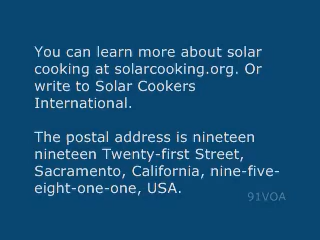 You can learn more about solar
cooking at solarcooking.org. Or
write to Solar Cookers
International.
The postal address is nineteen
nineteen Twenty-first Street,
Sacramento, California, nine-five-
eight-one-one, USA.
91VOA